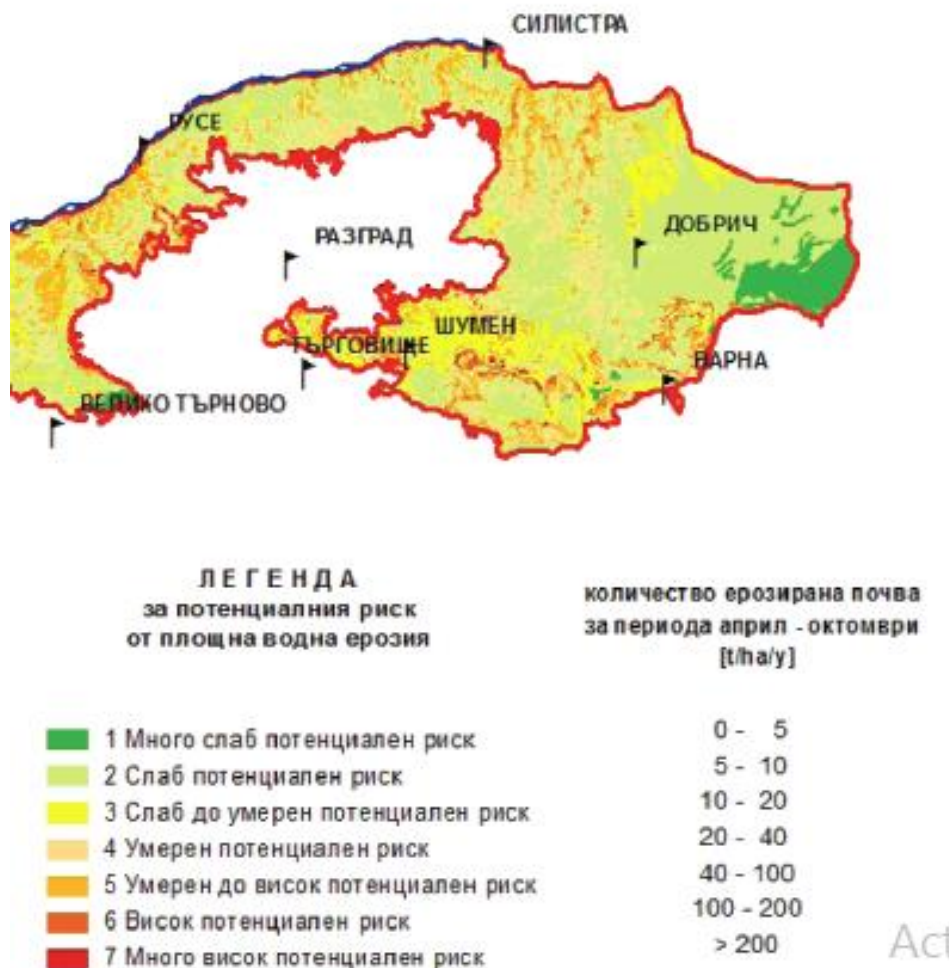 СИЛИСТРА
РУСЕ
ДОБРИЧ
РАЗГРАД
ШУМЕН
ТЪРГОВИЩЕ
ВАРНА
ВЕЛИКО ТЪРНОВО
ЛЕГЕНДА
за потенциалния риск
от площна водна ерозия
количество ерозирана почва
за периода април - октомври
[t/ha/y]
1 Много слаб потенциален риск 0 - 5
2 Слаб потенциален риск 5 - 10
3 Слаб до умерен потенциален риск 10 - 20
4 Умерен потенциален риск 20 - 40
5 Умерен до висок потенциален риск 40 - 100
6 Висок потенциален риск 100 - 200
7 Много висок потенциален риск > 200
Act